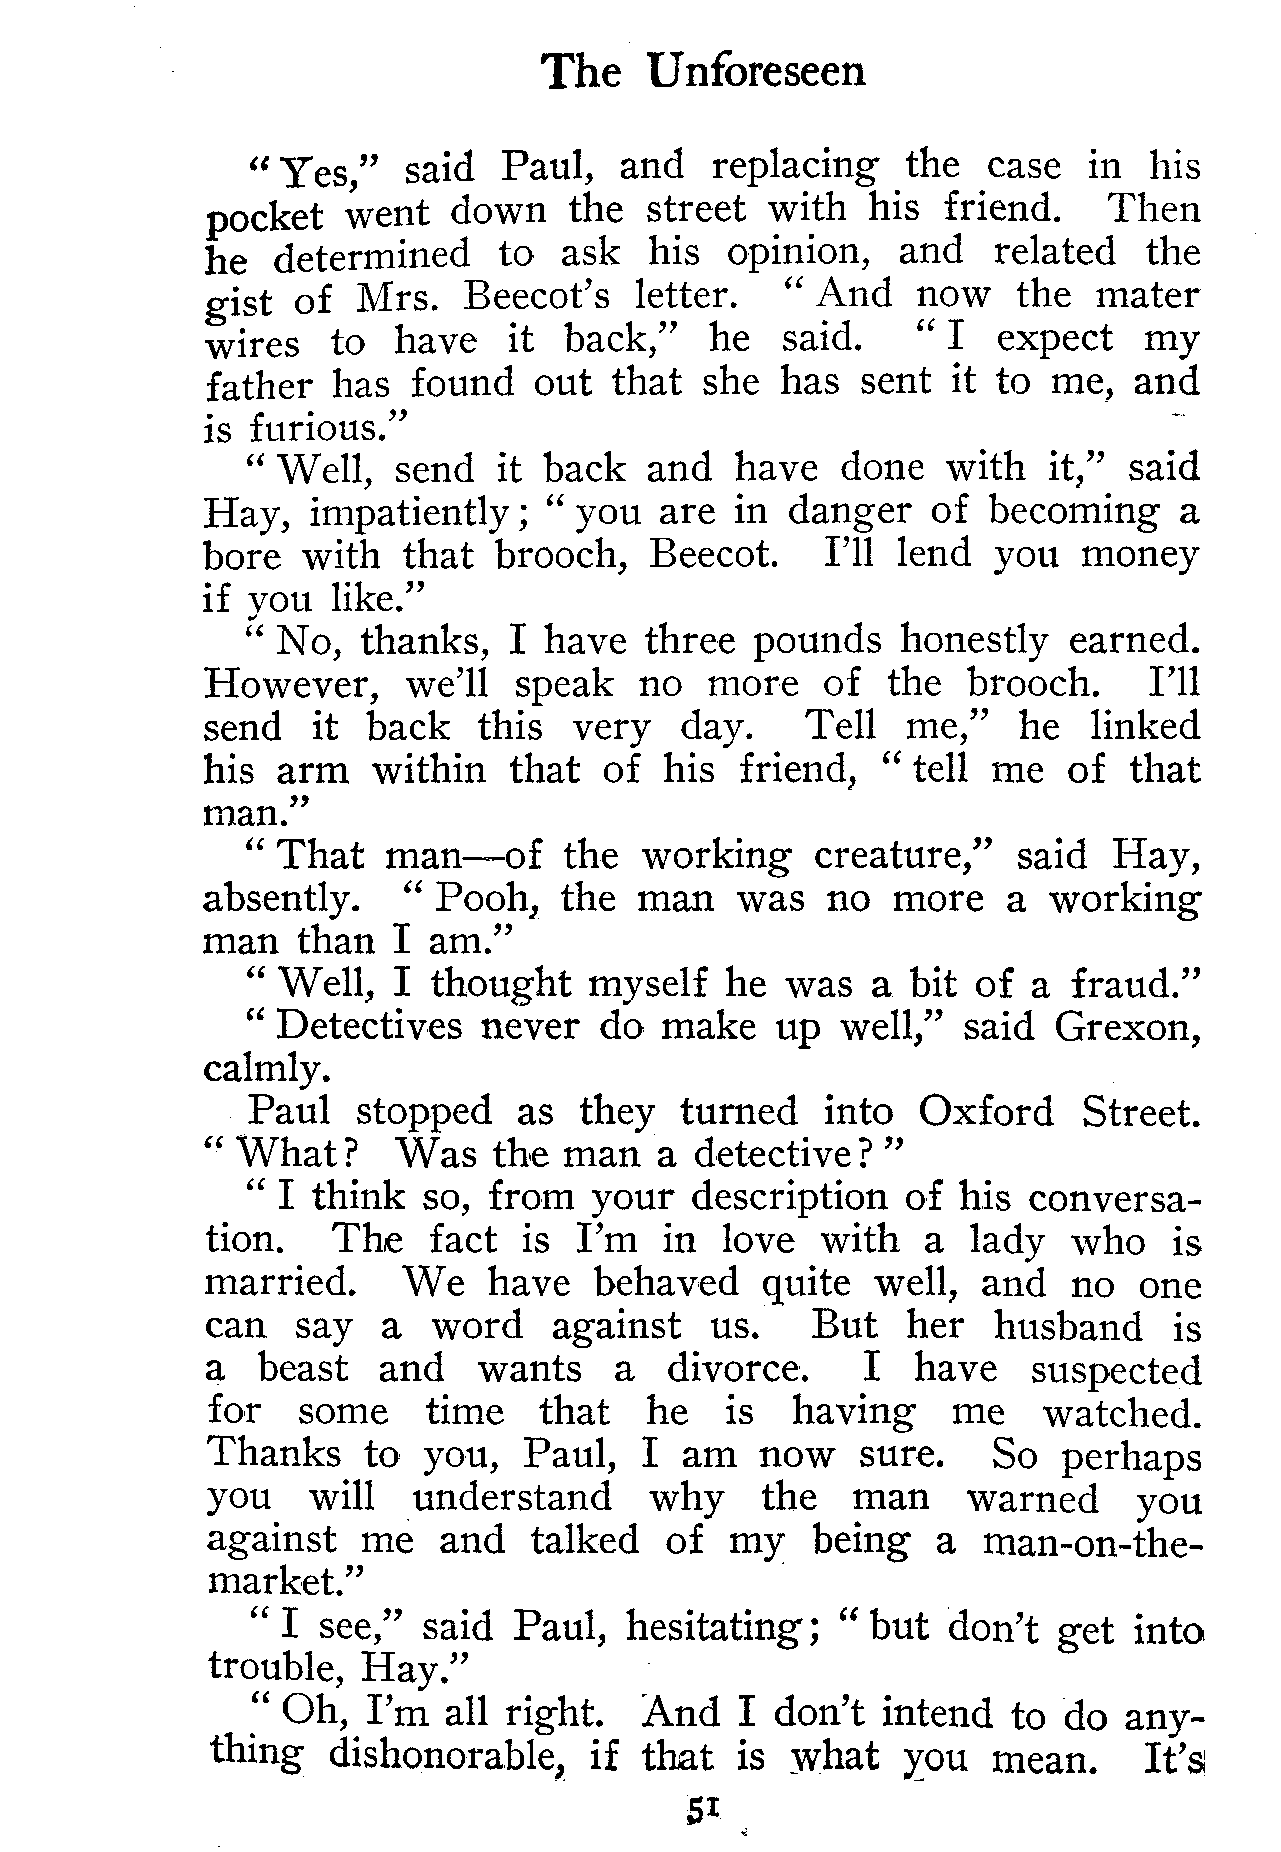 The Unforeseen
“Yes,” said Paul, and replacing the case in his
pocket went down the street with his friend. Then
he determined to ask his opinion, and related the
gist of Mrs. Beecot’s letter. “And now the mater
wires to have it back,” he said. “I expect my
father has found out that she has sent it to me, and
is furious.”
“Well, send it back and have done with it,” said
Hay, impatiently; “you are in danger of becoming a
bore with that brooch, Beecot. I’ll lend you money
if you like.”
“No, thanks, I have three pounds honestly earned.
However, we’ll speak no more of the brooch. I’ll
send it back this very day. Tell me,” he linked
his arm within that of his friend, “tell me of that
man.”
“That man—of the working creature,” said Hay,
absently. “Pooh, the man was no more a working
man than I am.”
“Well, I thought myself he was a bit of a fraud.”
“Detectives never do make up well,” said Grexon,
calmly.
Paul stopped as they turned into Oxford Street.
“What? Was the man a detective?”
“I think so, from your description of his conversa-
tion. The fact is I’m in love with a lady who is
married. We have behaved quite well, and no one
can say a word against us. But her husband is
a beast and wants a divorce. I have suspected
for some time that he is having me watched.
Thanks to you, Paul, I am now sure. So perhaps
you will understand why the man warned you
against me and talked of my being a man-on-the-
market.”
“I see,” said Paul, hesitating; “but don’t get into
trouble, Hay.”
“Oh, I’m all right. And I don’t intend to do any-
thing dishonorable, if that is what you mean. It’s
51